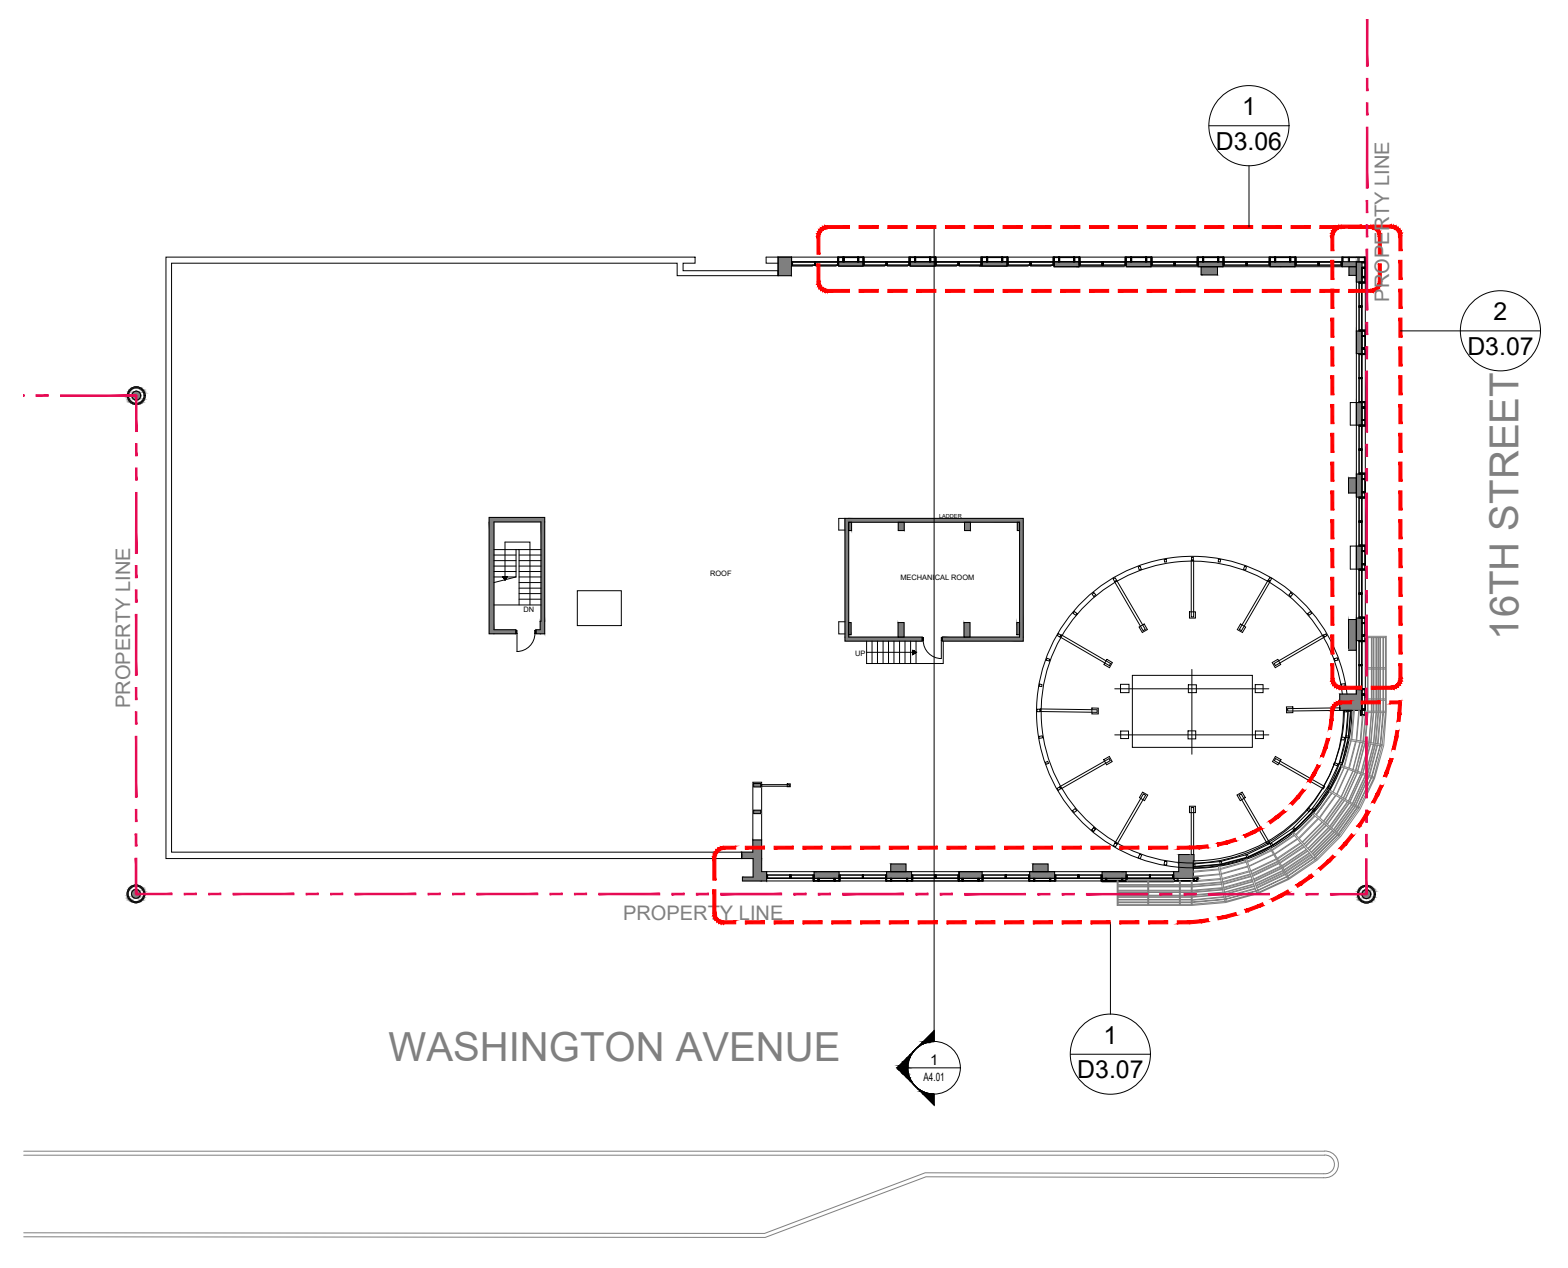 1
D3.06
PROPERTY LINE
2
D3.07
16TH STREET
LADDER
ROOF
MECHANICAL ROOM
DN
UP
PROPERTY LINE
PROPERTY LINE
WASHINGTON AVENUE
1
A4.01
1
D3.07